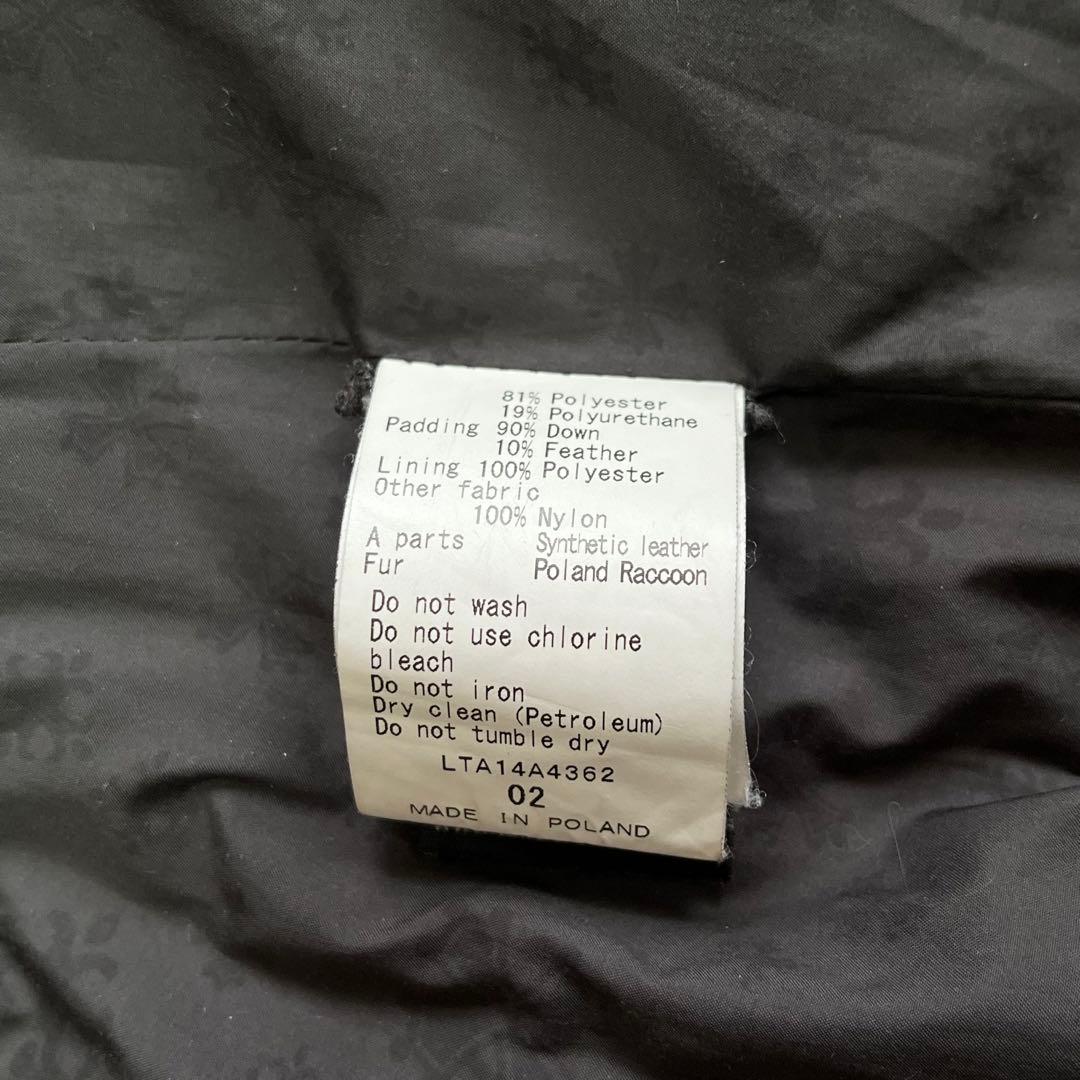 81% Polyester
19% Polyurethane
Padding 90% Down
10% Feather
Lining 100% Polyester
Other fabric
100% Nylon
A parts Synthetic leather
Fur Poland Raccoon
Do not wash
Do not use chlorine
bleach
Do not iron
Dry clean (Petroleum)
Do not tumble dry
LTA14A4362
02
MADE IN POLAND